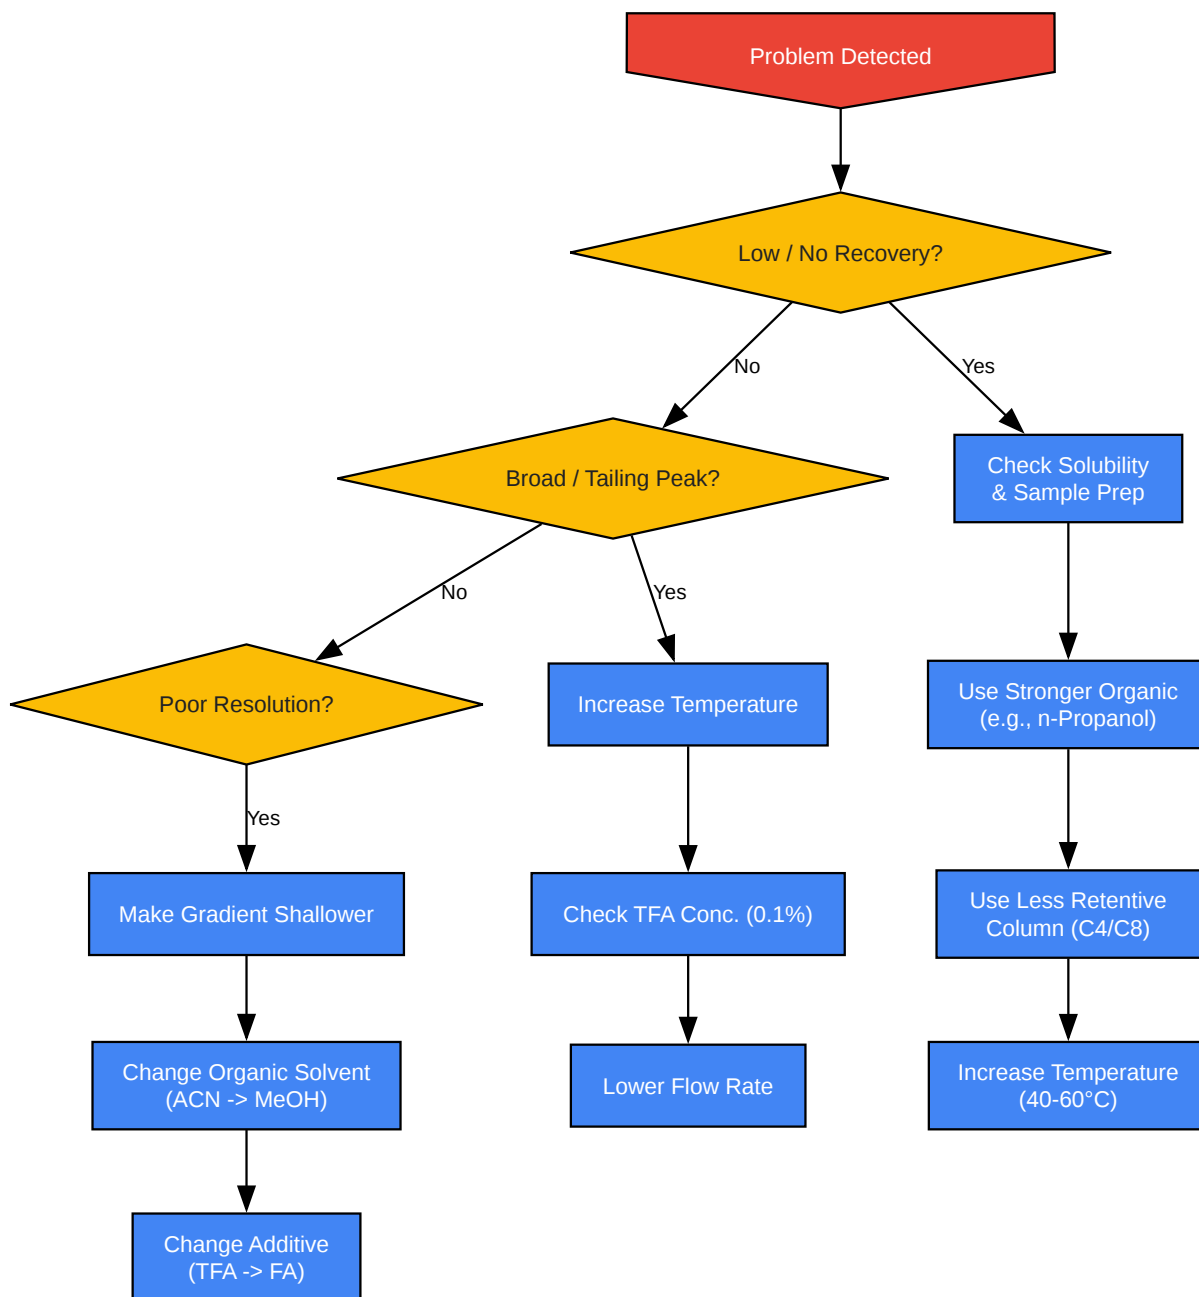 Problem Detected
Low / No Recovery?
No
Yes
Broad / Tailing Peak?
Check Solubility
& Sample Prep
No
Yes
Poor Resolution?
Increase Temperature
Use Stronger Organic
(e.g., n-Propanol)
Yes
Make Gradient Shallower
Check TFA Conc. (0.1%)
Use Less Retentive
Column (C4/C8)
Change Organic Solvent
(ACN -> MeOH)
Lower Flow Rate
Increase Temperature
(40-60°C)
Change Additive
(TFA -> FA)